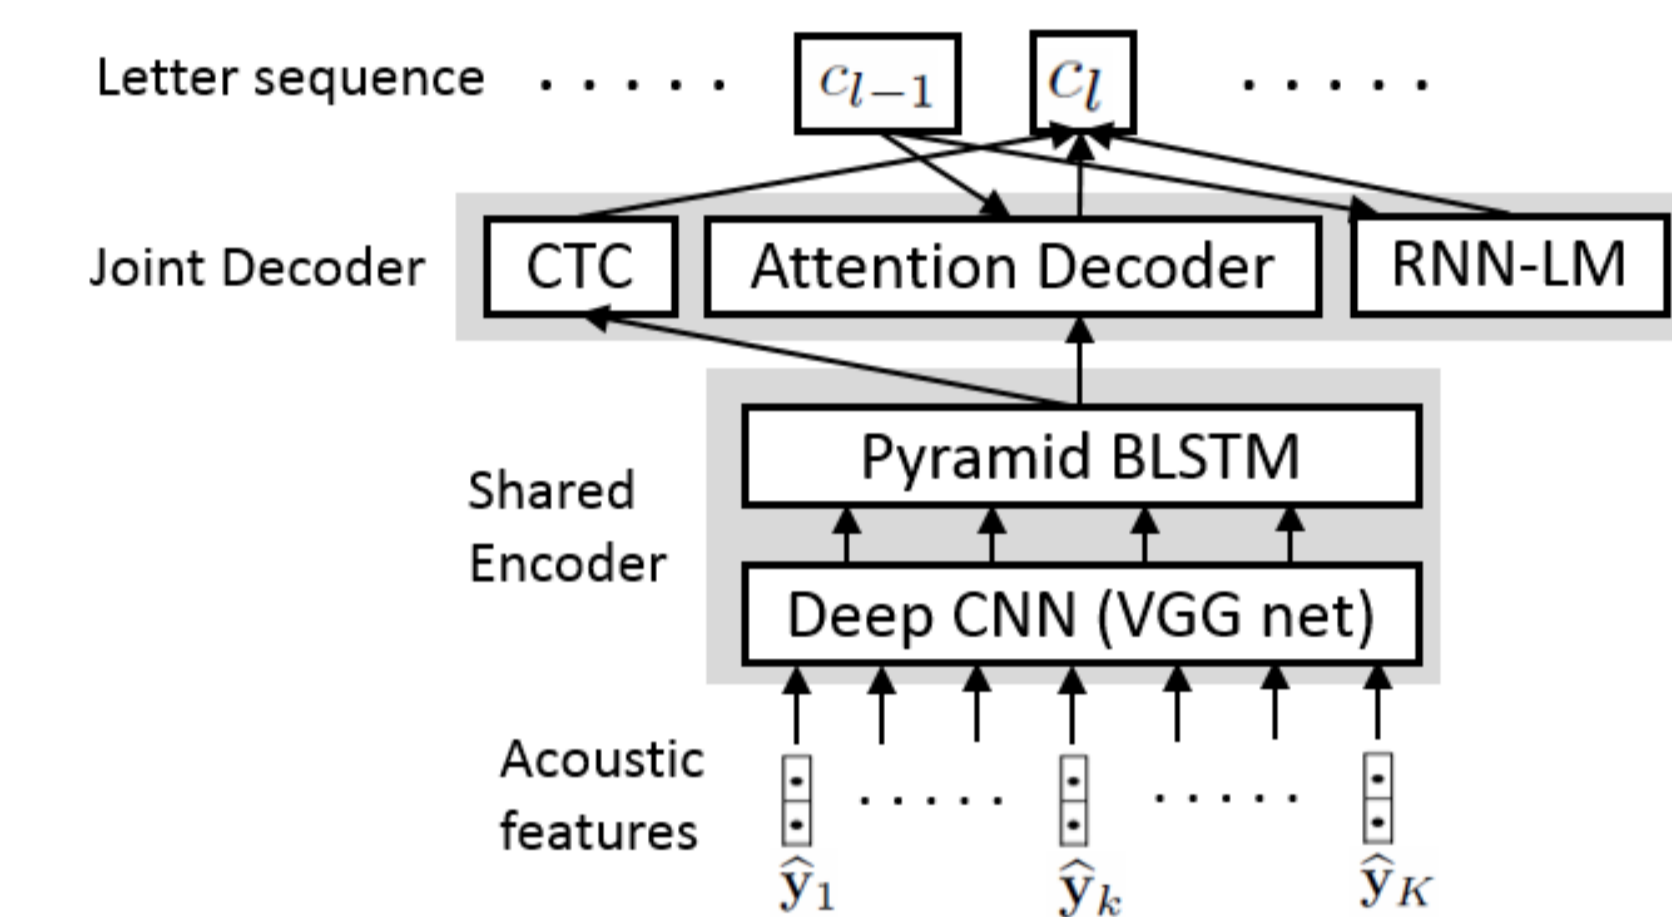 Letter sequence . . . . . c_{l-1} c_l . . . . .
Joint Decoder CTC Attention Decoder RNN-LM
Pyramid BLSTM
Shared
Encoder
Deep CNN (VGG net)
Acoustic
features
. . . . . . . . . .
ŷ_1 ŷ_k ŷ_K